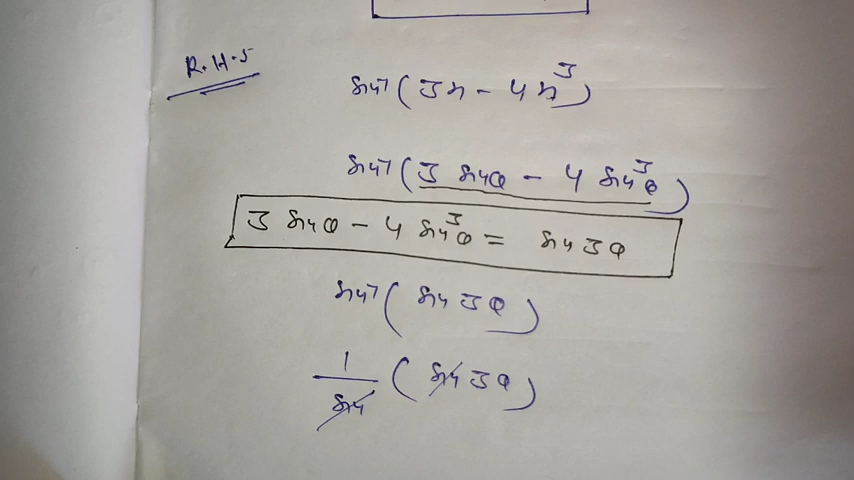 R.H.S
sin⁻¹(3x - 4x³)
sin⁻¹(3 sinθ - 4 sin³θ)
3 sinθ - 4 sin³θ = sin3θ
sin⁻¹(sin3θ)
1/sin (sin3θ)